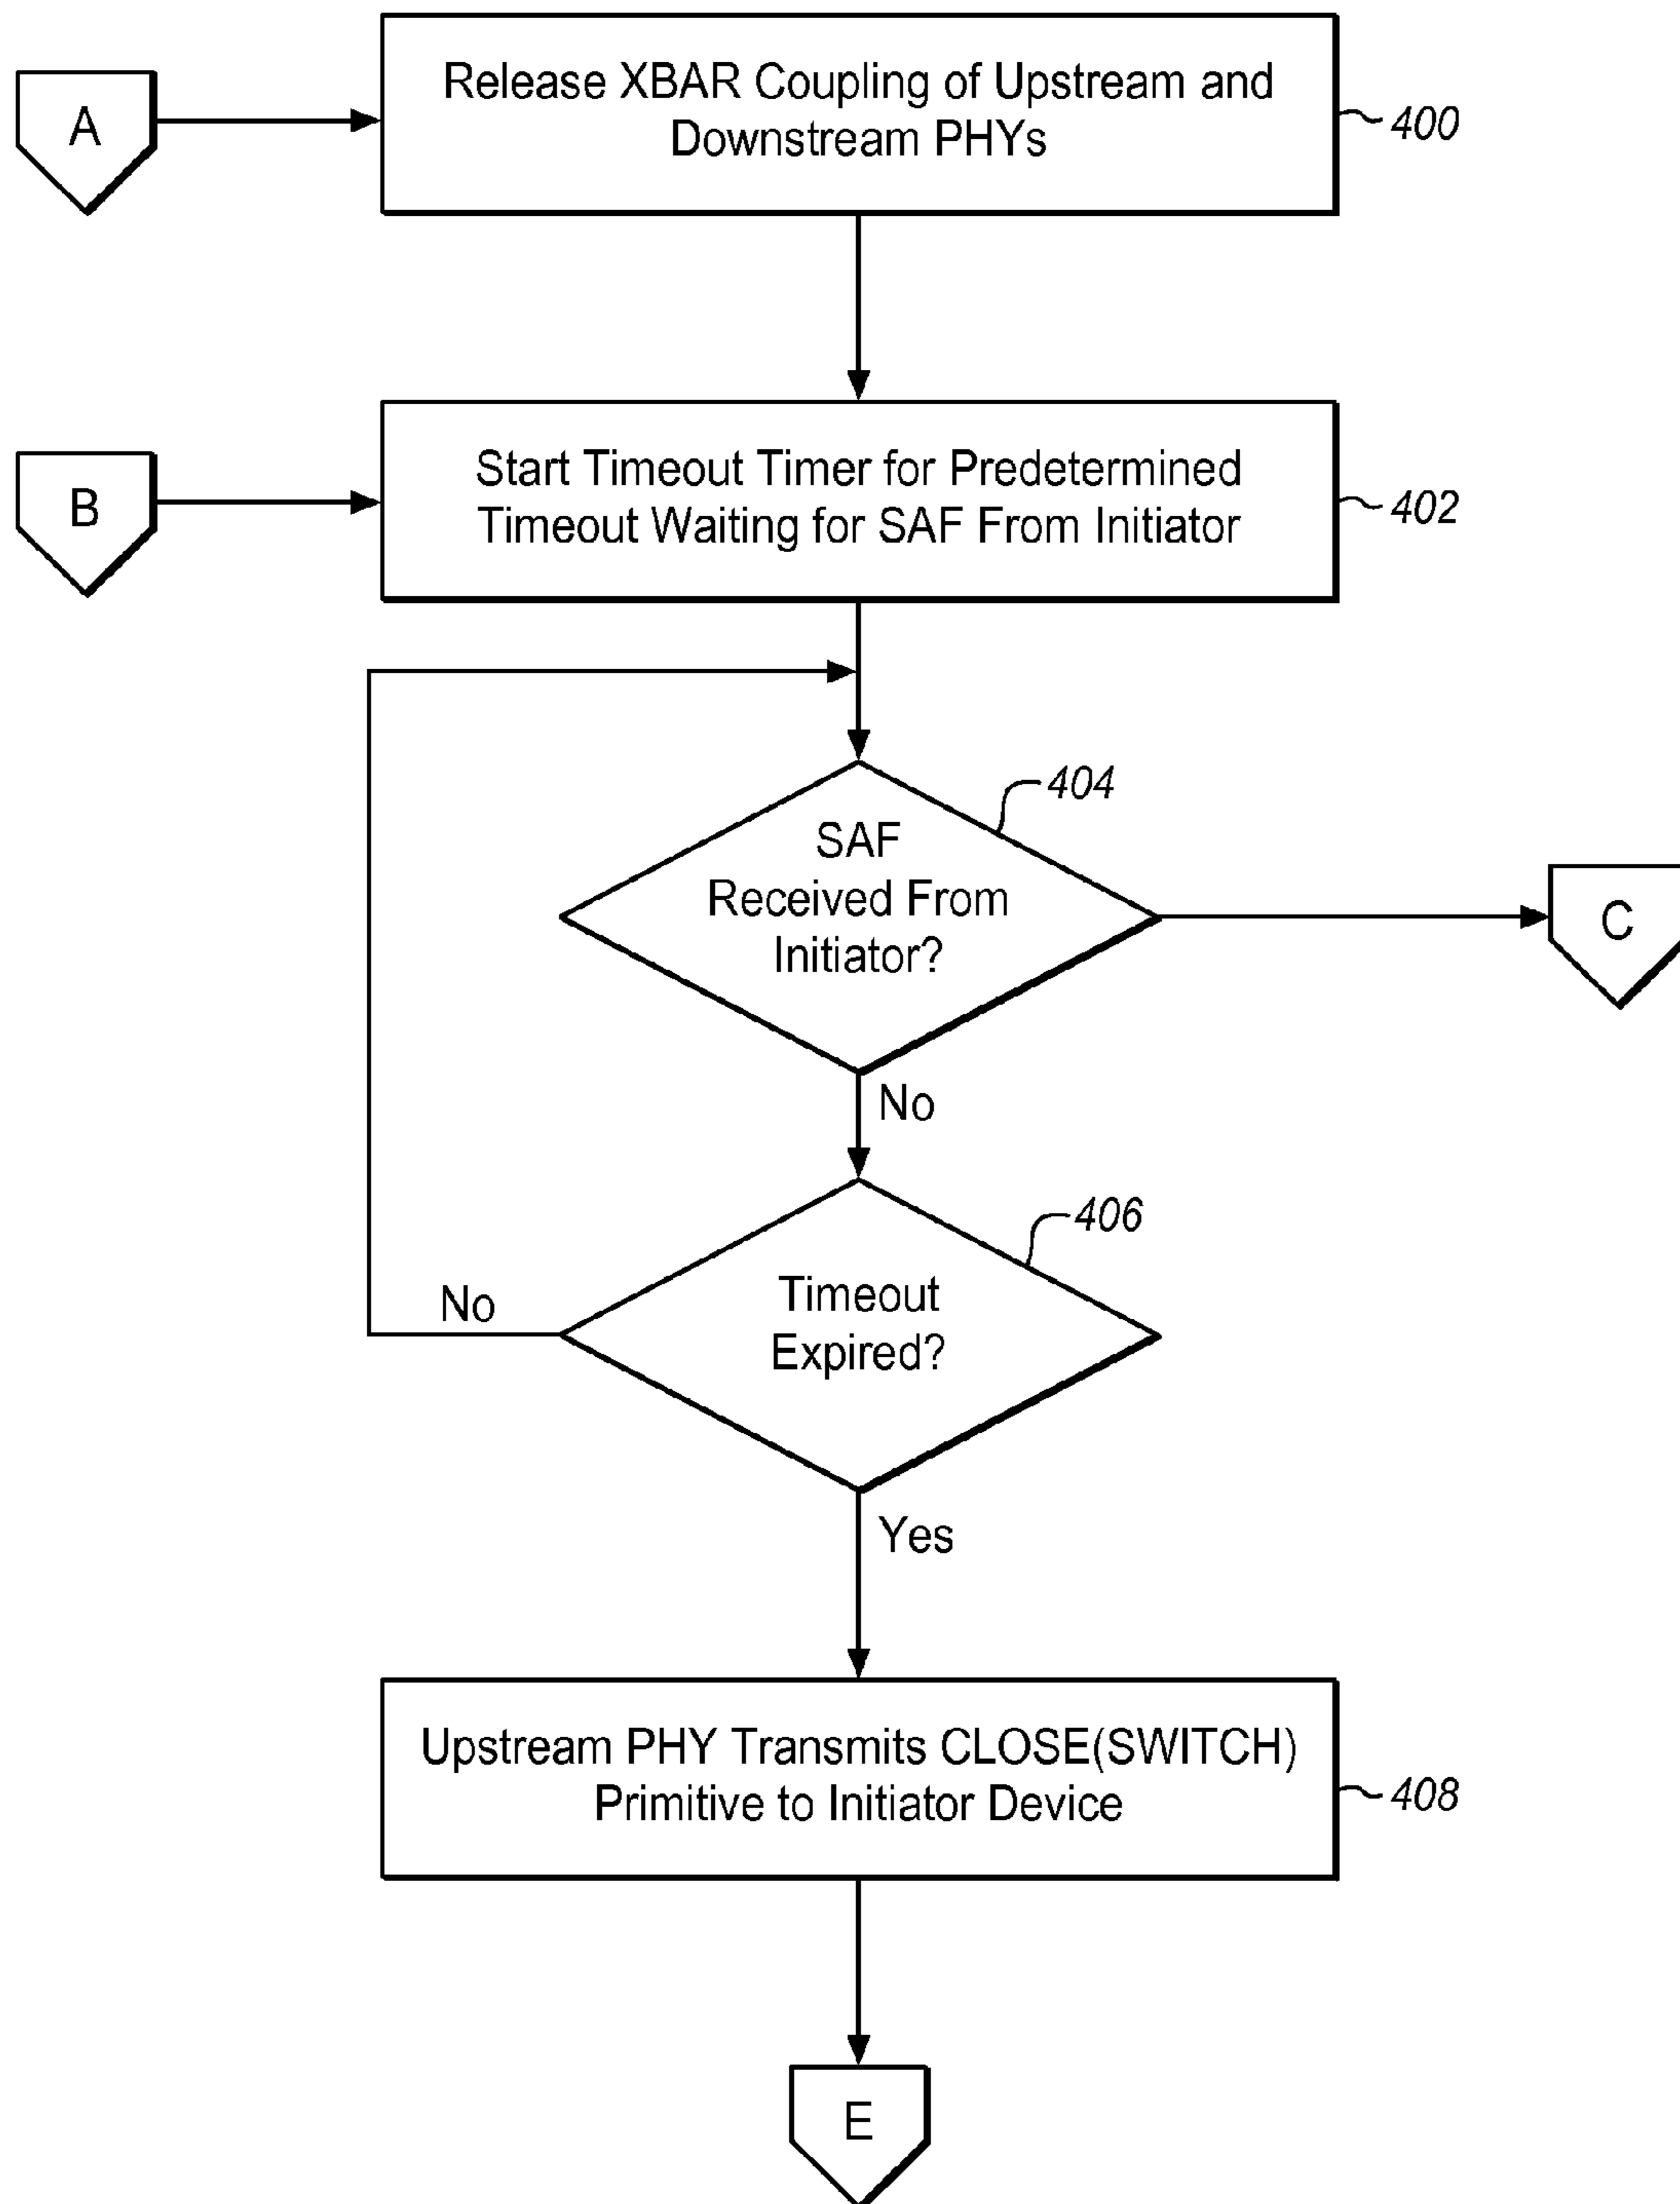 A
Release XBAR Coupling of Upstream and
Downstream PHYs
400
B
Start Timeout Timer for Predetermined
Timeout Waiting for SAF From Initiator
402
404
SAF
Received From
Initiator?
C
No
406
Timeout
Expired?
No
Yes
Upstream PHY Transmits CLOSE(SWITCH)
Primitive to Initiator Device
408
E